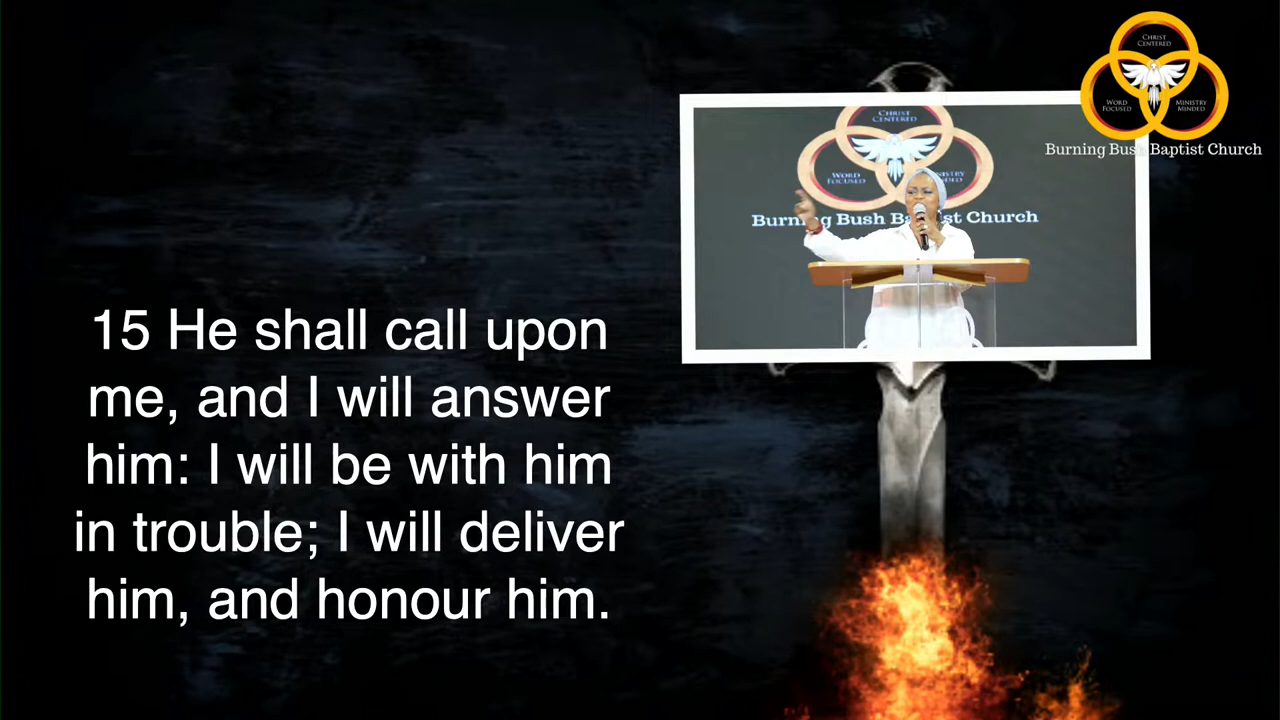 15 He shall call upon
me, and I will answer
him: I will be with him
in trouble; I will deliver
him, and honour him.
CHRIST
CENTERED
WORD
FOCUSED
MINISTRY
MINDED
Burning Bush Baptist Church
CHRIST
CENTERED
WORD
FOCUSED
Burning Bush Baptist Church